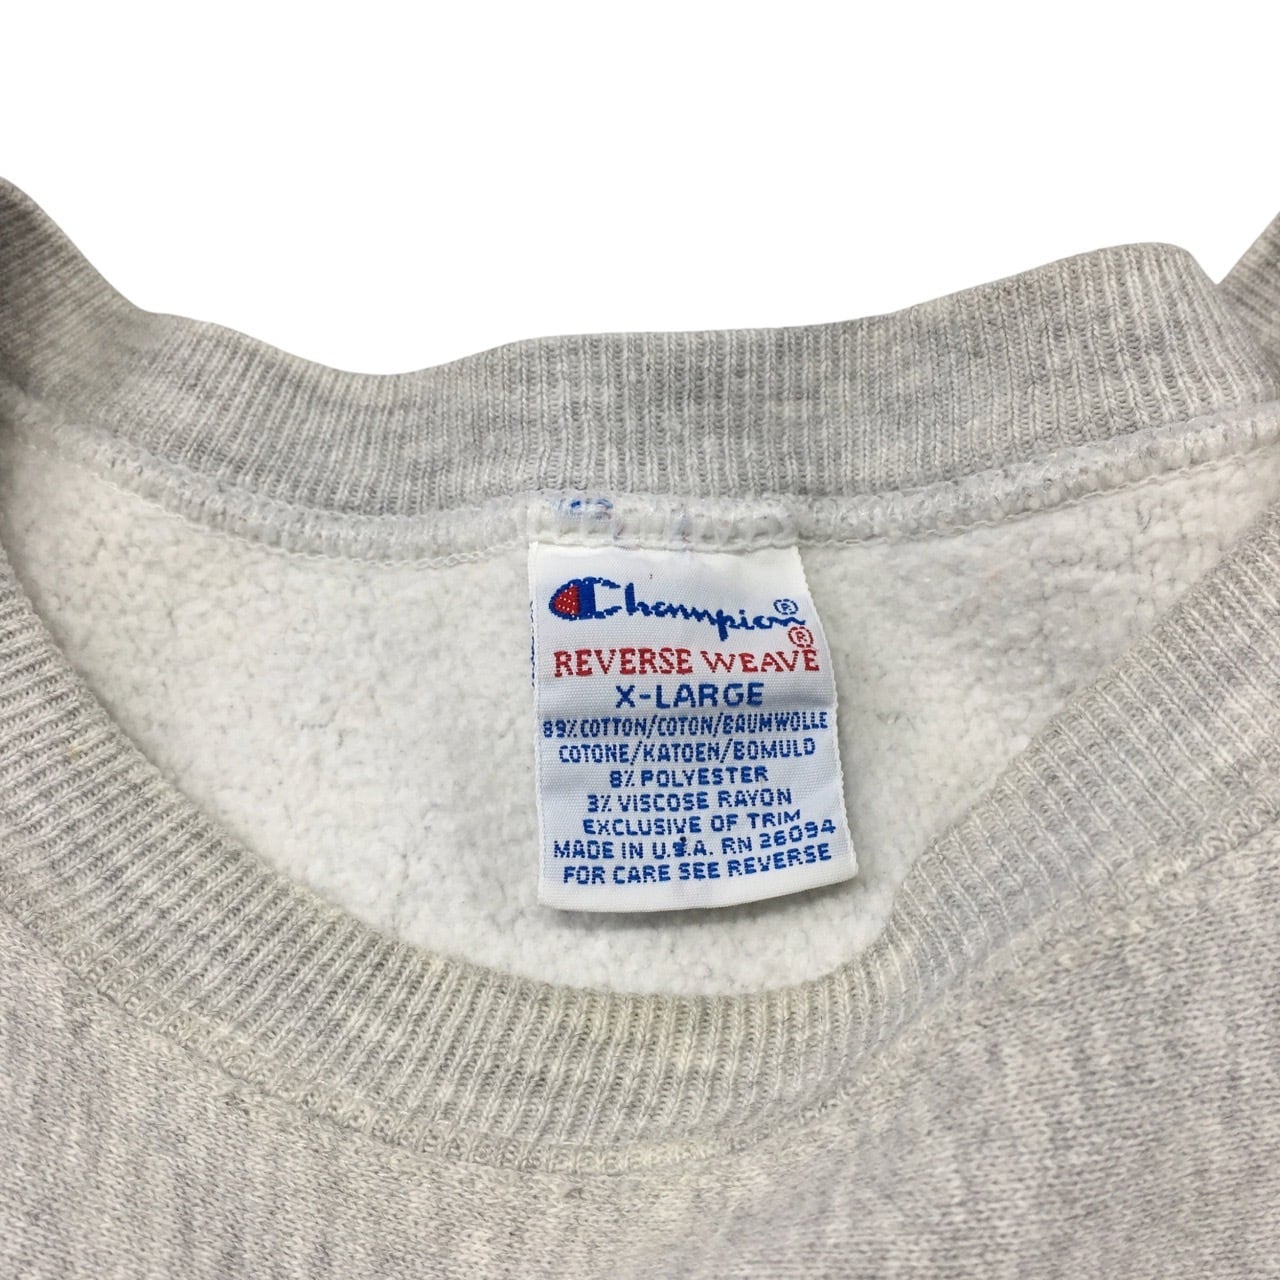 Champion®
REVERSE WEAVE®
X-LARGE
89% COTTON/COTON/BAUMWOLLE
COTONE/KATOEN/BOMULD
8% POLYESTER
3% VISCOSE RAYON
EXCLUSIVE OF TRIM
MADE IN U.S.A. RN 26094
FOR CARE SEE REVERSE